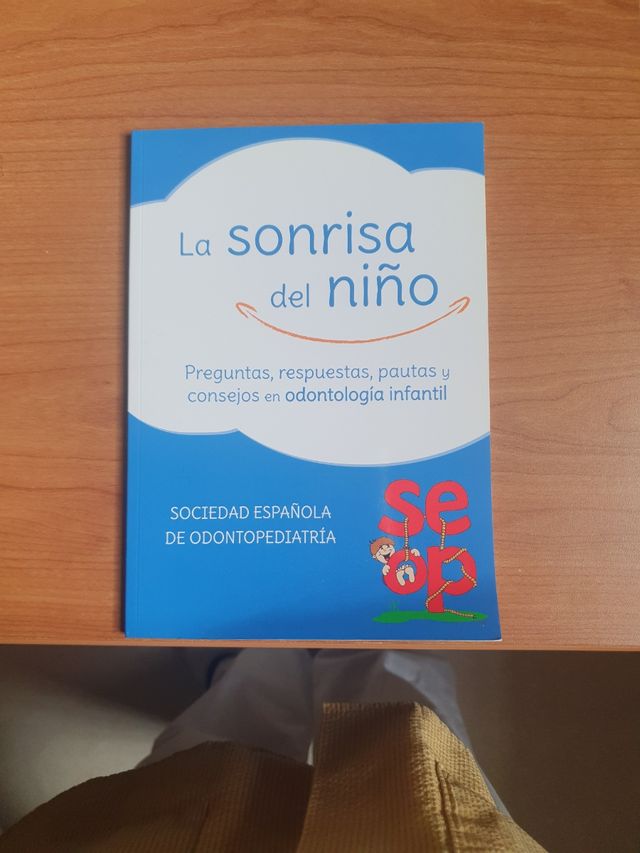 La sonrisa
del niño
Preguntas, respuestas, pautas y
consejos en odontología infantil
SOCIEDAD ESPAÑOLA
DE ODONTOPEDIATRÍA
se
op